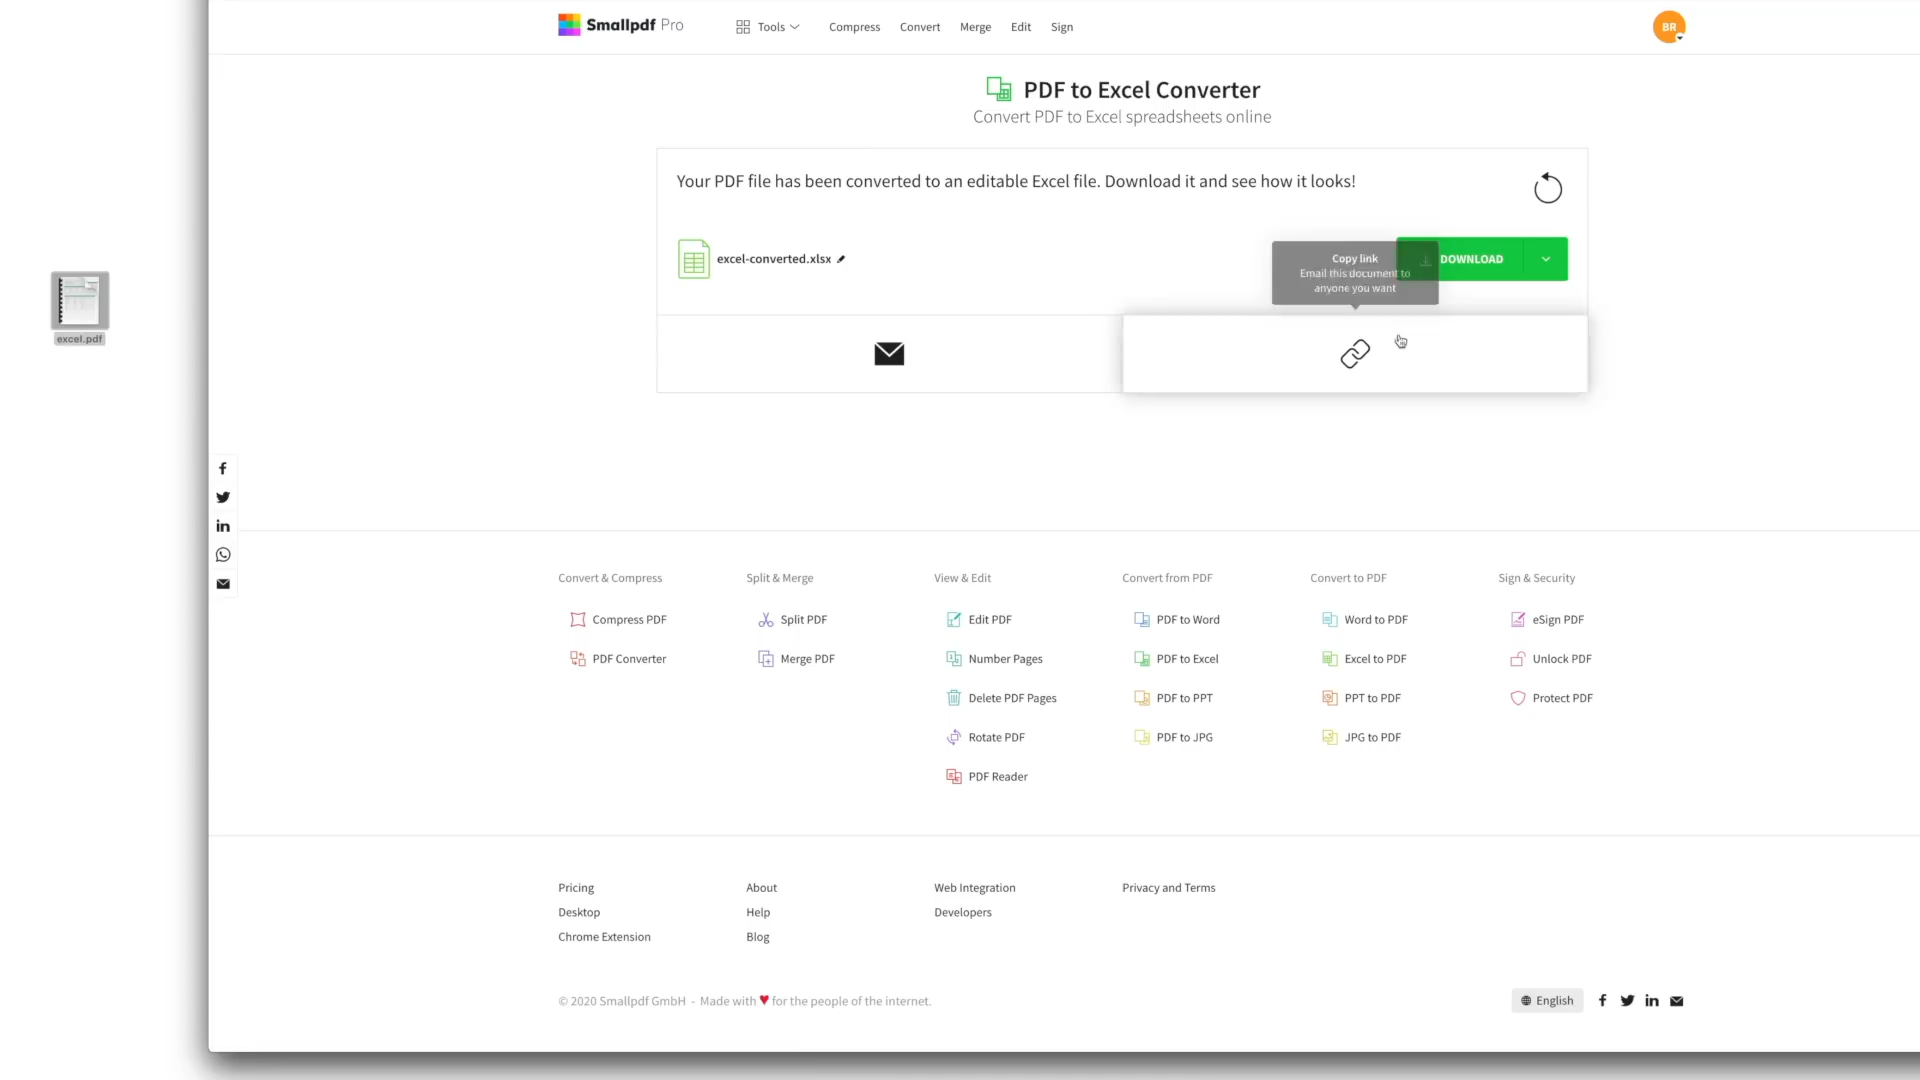 Smallpdf Pro
Tools
Compress
Convert
Merge
Edit
Sign
BR
PDF to Excel Converter
Convert PDF to Excel spreadsheets online
Your PDF file has been converted to an editable Excel file. Download it and see how it looks!
excel-converted.xlsx
Copy link
Email this document to
anyone you want
DOWNLOAD
excel.pdf
Convert & Compress
Compress PDF
PDF Converter
Split & Merge
Split PDF
Merge PDF
View & Edit
Edit PDF
Number Pages
Delete PDF Pages
Rotate PDF
PDF Reader
Convert from PDF
PDF to Word
PDF to Excel
PDF to PPT
PDF to JPG
Convert to PDF
Word to PDF
Excel to PDF
PPT to PDF
JPG to PDF
Sign & Security
eSign PDF
Unlock PDF
Protect PDF
Pricing
Desktop
Chrome Extension
About
Help
Blog
Web Integration
Developers
Privacy and Terms
© 2020 Smallpdf GmbH - Made with ♥ for the people of the internet.
English